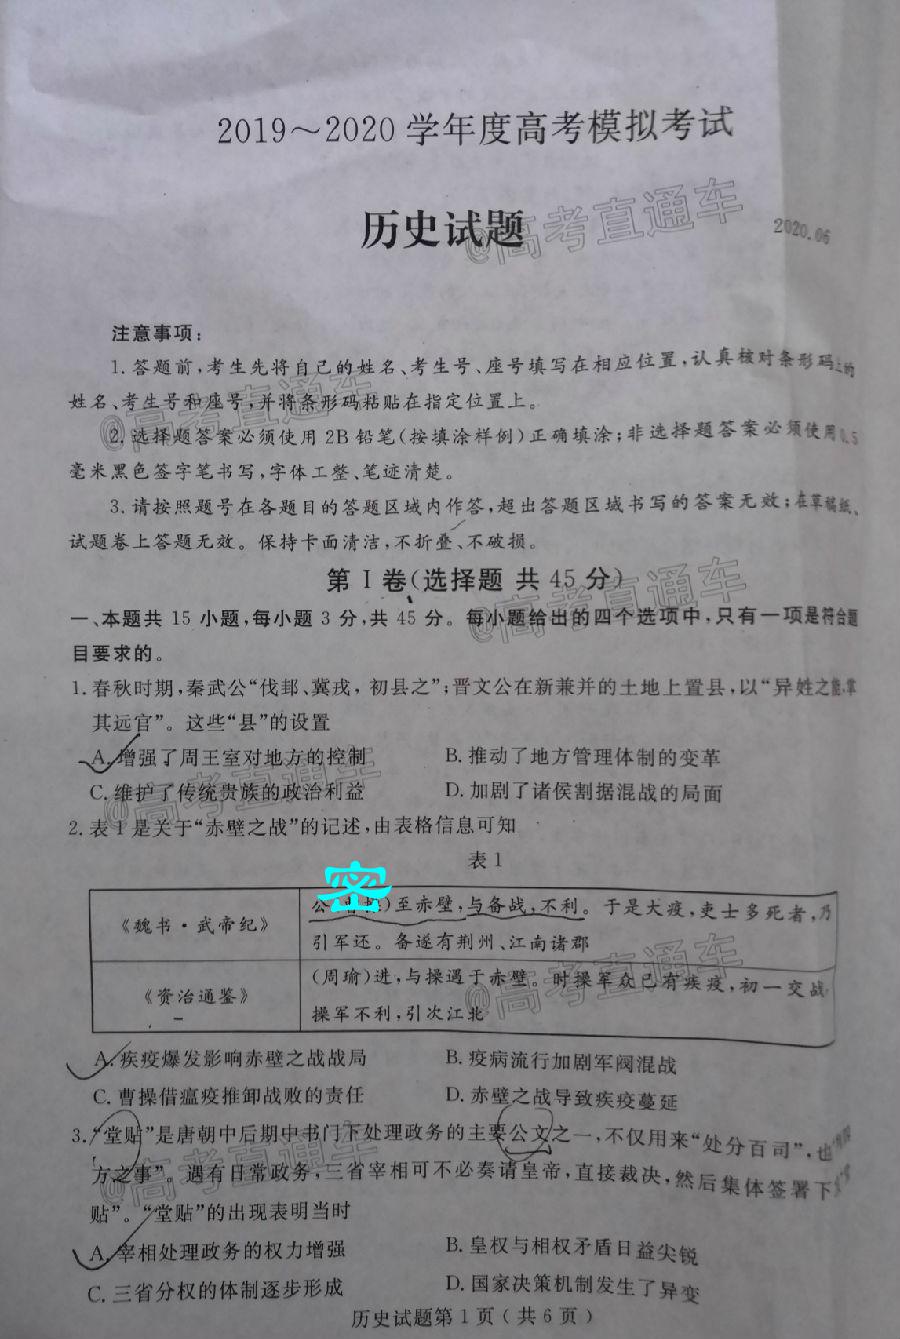 2019～2020学年度高考模拟考试
历史试题
@高考直通车
2020.06
注意事项：
1.答题前，考生先将自己的姓名、考生号、座号填写在相应位置，认真核对条形码上的
姓名、考生号和座号，并将条形码粘贴在指定位置上。
@高考直通车
2.选择题答案必须使用2B铅笔（按填涂样例）正确填涂；非选择题答案必须使用0.5
毫米黑色签字笔书写，字体工整、笔迹清楚。
3.请按照题号在各题目的答题区域内作答，超出答题区域书写的答案无效；在草稿纸、
试题卷上答题无效。保持卡面清洁，不折叠、不破损。
第Ⅰ卷（选择题 共45分）
@高考直通车
一、本题共15小题，每小题3分，共45分。每小题给出的四个选项中，只有一项是符合题
目要求的。
1.春秋时期，秦武公“伐邽、冀戎，初县之”；晋文公在新兼并的土地上置县，以“异姓之能，掌
其远官”。这些“县”的设置
A.增强了周王室对地方的控制 B.推动了地方管理体制的变革
C.维护了传统贵族的政治利益 D.加剧了诸侯割据混战的局面
@高考直通车
2.表1是关于“赤壁之战”的记述，由表格信息可知
表1
密
《魏书·武帝纪》 公）至赤壁，与备战，不利。于是大疫，吏士多死者，乃
引军还。备遂有荆州、江南诸郡
《资治通鉴》 （周瑜）进，与操遇于赤壁。时操军众已有疾疫，初一交战，
操军不利，引次江北
@高考直通车
A.疾疫爆发影响赤壁之战战局 B.疫病流行加剧军阀混战
C.曹操借瘟疫推卸战败的责任 D.赤壁之战导致疾疫蔓延
3.“堂贴”是唐朝中后期中书门下处理政务的主要公文之一，不仅用来“处分百司”，也
方之事”。遇有日常政务，三省宰相可不必奏请皇帝，直接裁决，然后集体签署下
贴”。“堂贴”的出现表明当时
@高考直通车
A.宰相处理政务的权力增强 B.皇权与相权矛盾日益尖锐
C.三省分权的体制逐步形成 D.国家决策机制发生了异变
历史试题第1页（共6页）